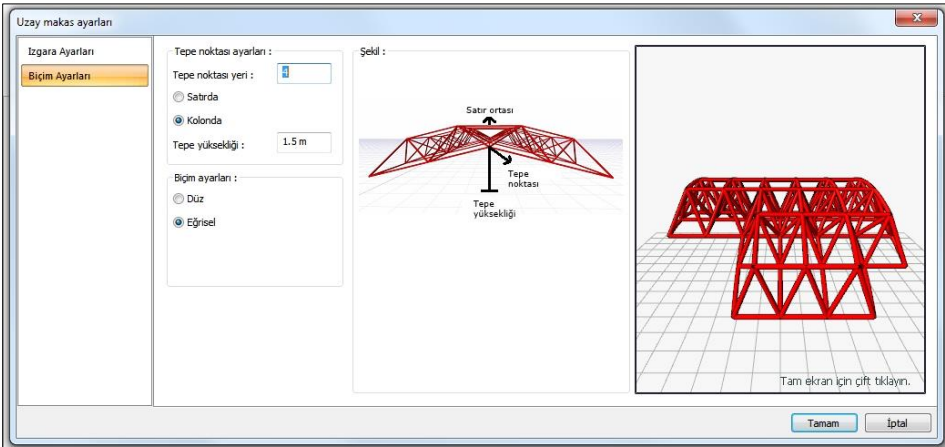 Uzay makas ayarları
Izgara Ayarları
Biçim Ayarları
Tepe noktası ayarları :
Tepe noktası yeri :
4
Satırda
Kolonda
Tepe yüksekliği :
1.5 m
Biçim ayarları :
Düz
Eğrisel
Şekil :
Satır ortası
Tepe
noktası
Tepe
yüksekliği
Tam ekran için çift tıklayın.
Tamam
İptal